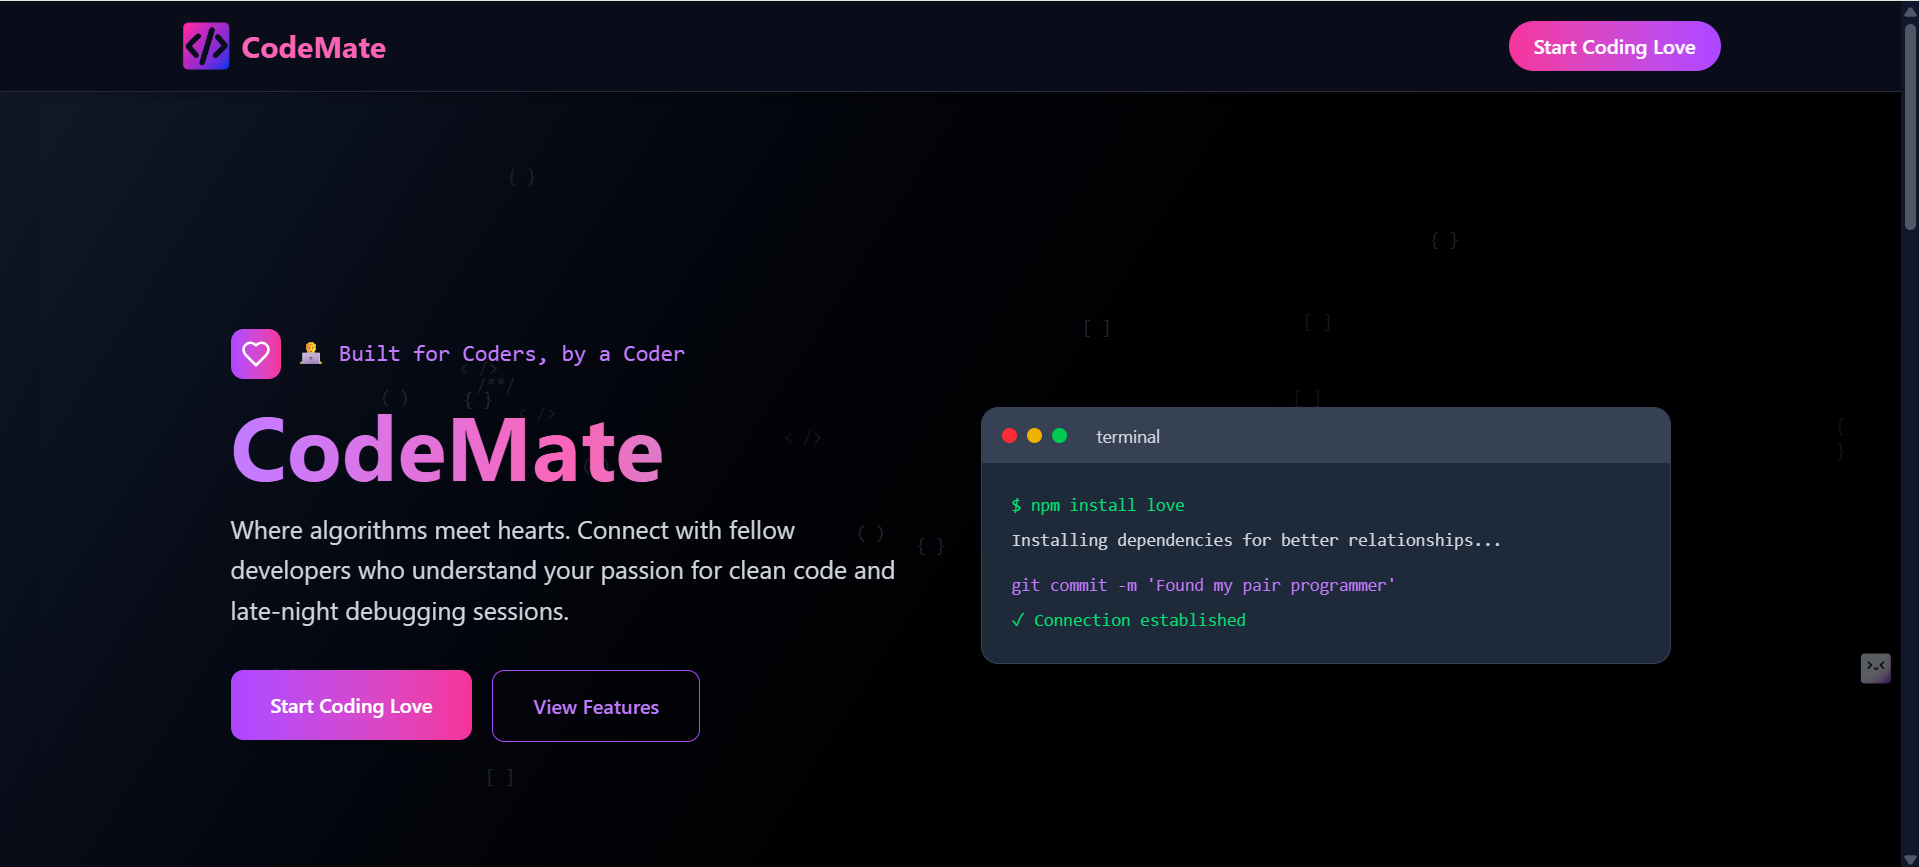 CodeMate
Start Coding Love
{ }
{ }
[ ]
[ ]
Built for Coders, by a Coder
< />
/**/
( )
{ }
< />
[ ]
CodeMate
< />
{
}
terminal
$ npm install love
Where algorithms meet hearts. Connect with fellow
developers who understand your passion for clean code and
late-night debugging sessions.
( )
{ }
Installing dependencies for better relationships...
git commit -m 'Found my pair programmer'
✓ Connection established
Start Coding Love
View Features
[ ]